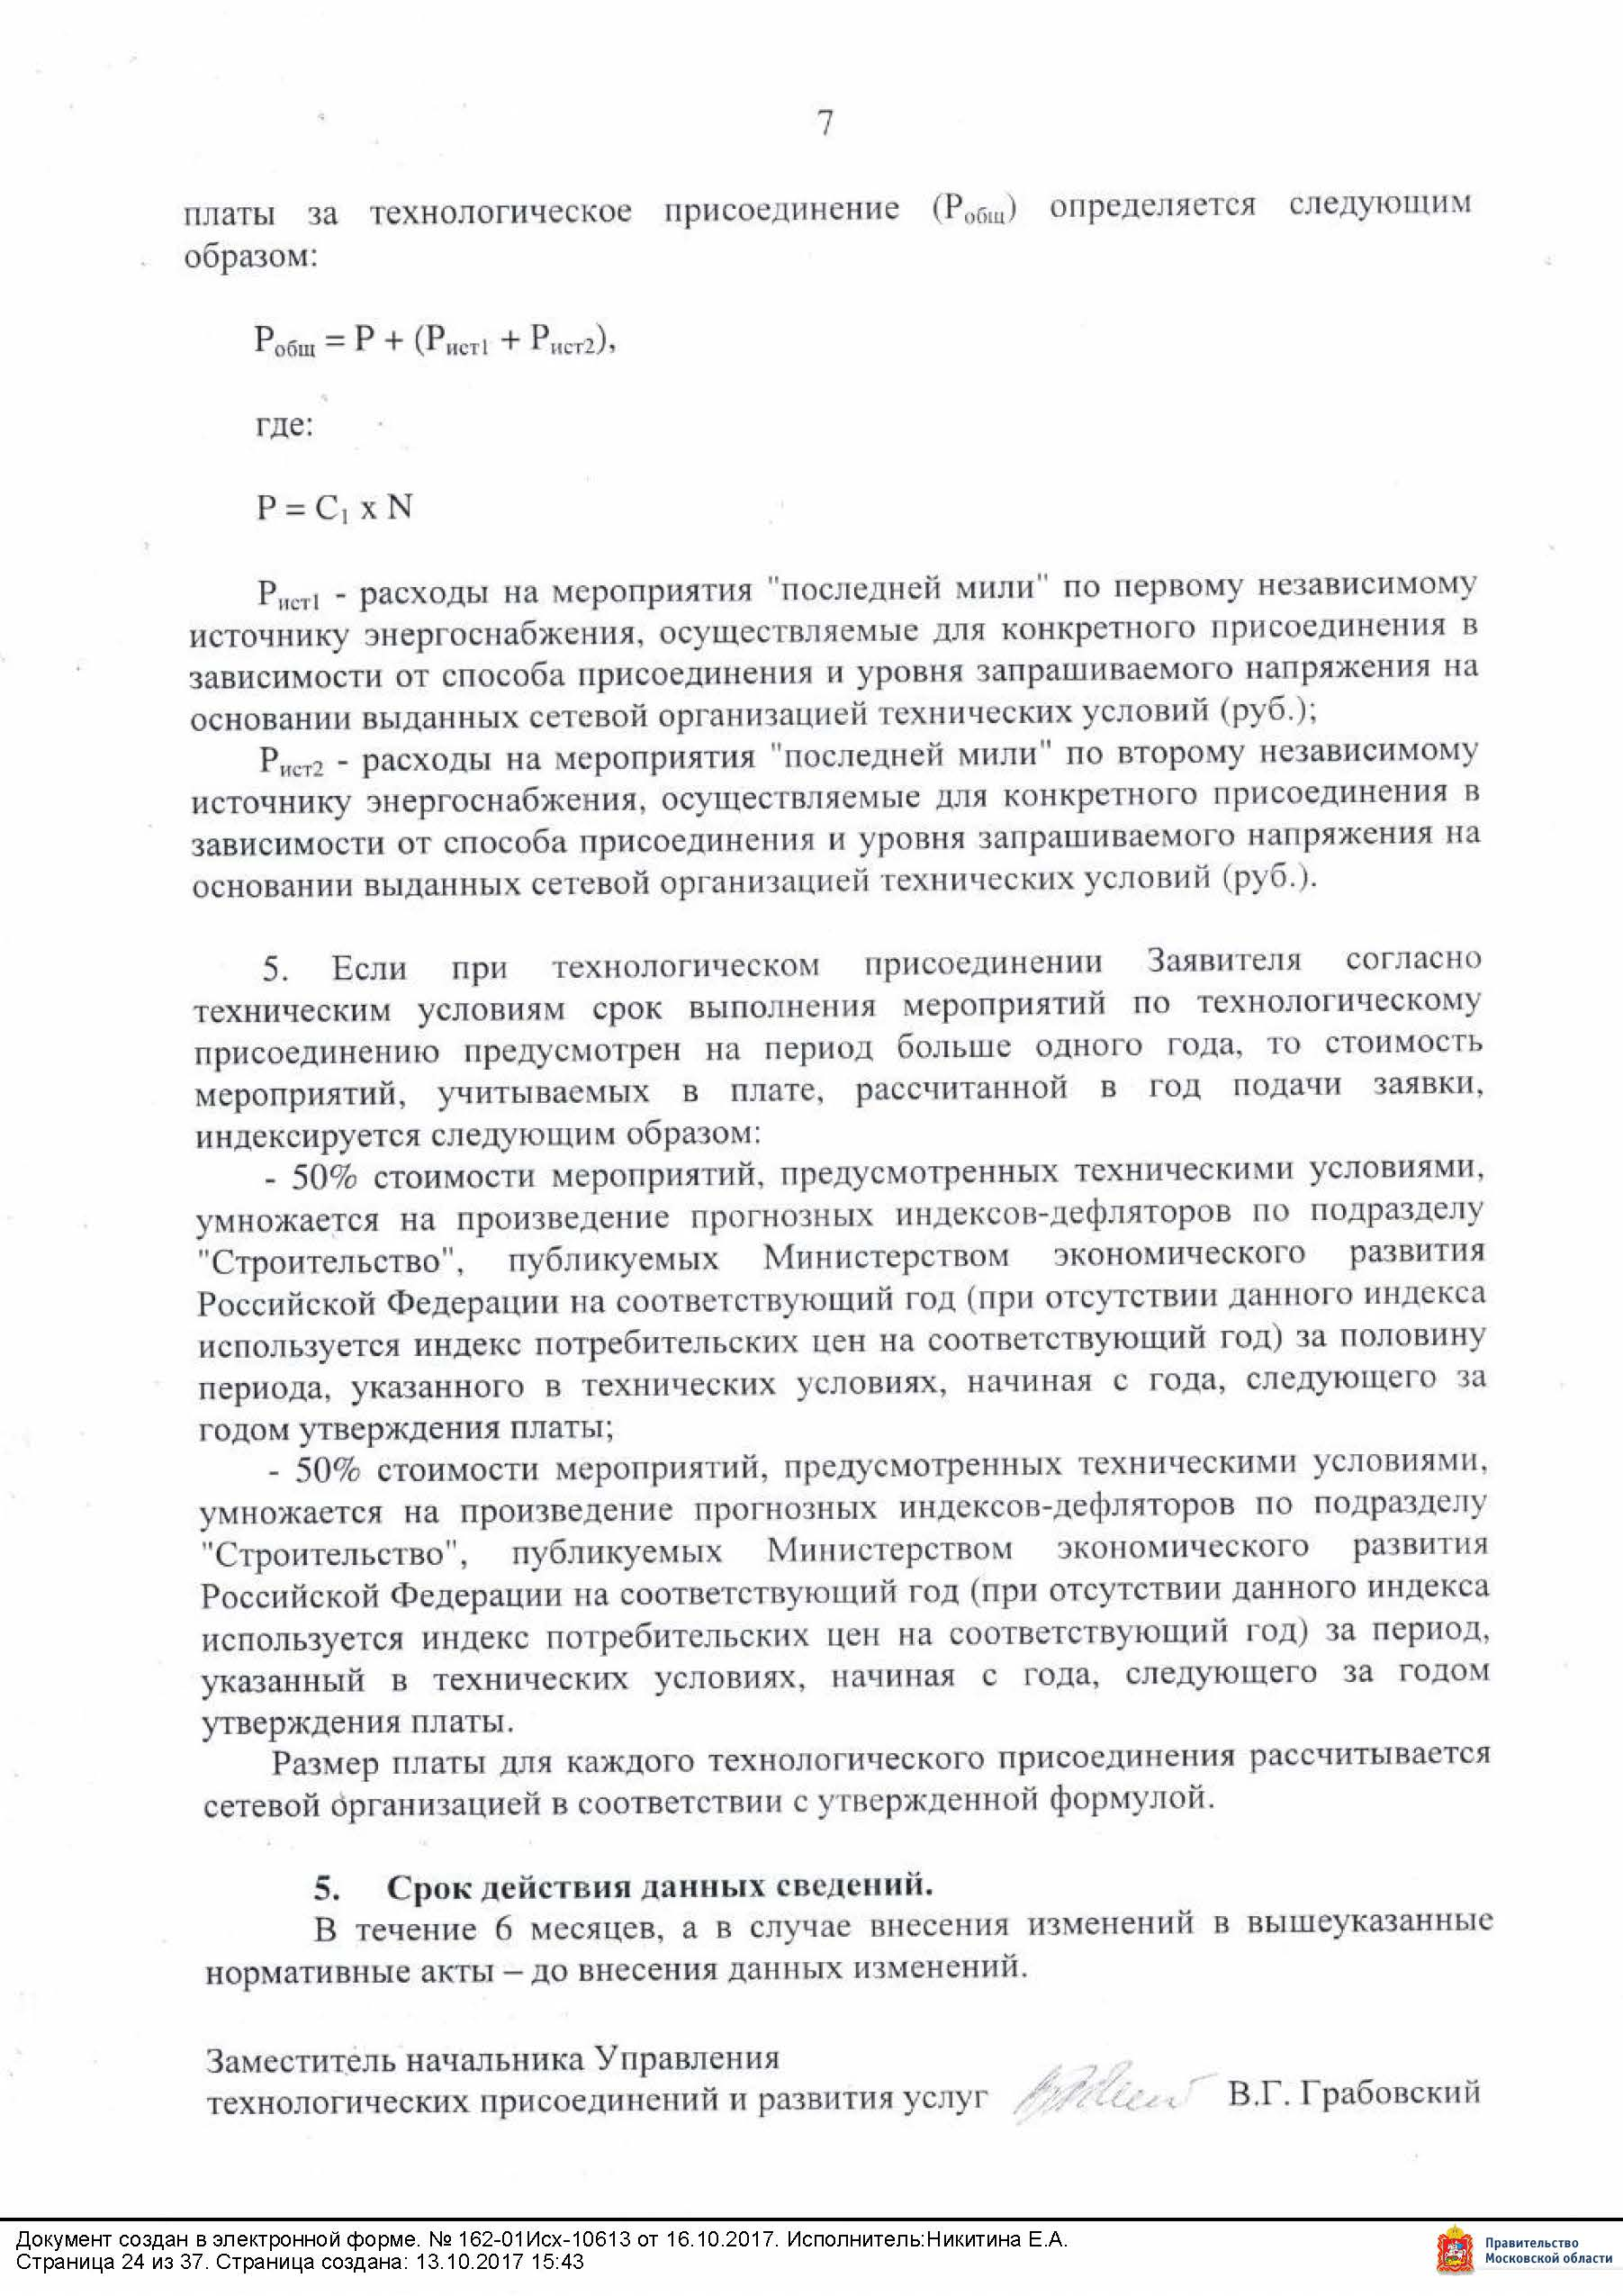 7
платы за технологическое присоединение (Робщ) определяется следующим
образом:
Робщ = Р + (Рист1 + Рист2),
где:
Р = С1 х N
Рист1 - расходы на мероприятия "последней мили" по первому независимому
источнику энергоснабжения, осуществляемые для конкретного присоединения в
зависимости от способа присоединения и уровня запрашиваемого напряжения на
основании выданных сетевой организацией технических условий (руб.);
Рист2 - расходы на мероприятия "последней мили" по второму независимому
источнику энергоснабжения, осуществляемые для конкретного присоединения в
зависимости от способа присоединения и уровня запрашиваемого напряжения на
основании выданных сетевой организацией технических условий (руб.).
5. Если при технологическом присоединении Заявителя согласно
техническим условиям срок выполнения мероприятий по технологическому
присоединению предусмотрен на период больше одного года, то стоимость
мероприятий, учитываемых в плате, рассчитанной в год подачи заявки,
индексируется следующим образом:
- 50% стоимости мероприятий, предусмотренных техническими условиями,
умножается на произведение прогнозных индексов-дефляторов по подразделу
"Строительство", публикуемых Министерством экономического развития
Российской Федерации на соответствующий год (при отсутствии данного индекса
используется индекс потребительских цен на соответствующий год) за половину
периода, указанного в технических условиях, начиная с года, следующего за
годом утверждения платы;
- 50% стоимости мероприятий, предусмотренных техническими условиями,
умножается на произведение прогнозных индексов-дефляторов по подразделу
"Строительство", публикуемых Министерством экономического развития
Российской Федерации на соответствующий год (при отсутствии данного индекса
используется индекс потребительских цен на соответствующий год) за период,
указанный в технических условиях, начиная с года, следующего за годом
утверждения платы.
Размер платы для каждого технологического присоединения рассчитывается
сетевой организацией в соответствии с утвержденной формулой.
5. Срок действия данных сведений.
В течение 6 месяцев, а в случае внесения изменений в вышеуказанные
нормативные акты – до внесения данных изменений.
Заместитель начальника Управления
технологических присоединений и развития услуг В.Г. Грабовский
Документ создан в электронной форме. № 162-01Исх-10613 от 16.10.2017. Исполнитель:Никитина Е.А.
Страница 24 из 37. Страница создана: 13.10.2017 15:43
Правительство
Московской области